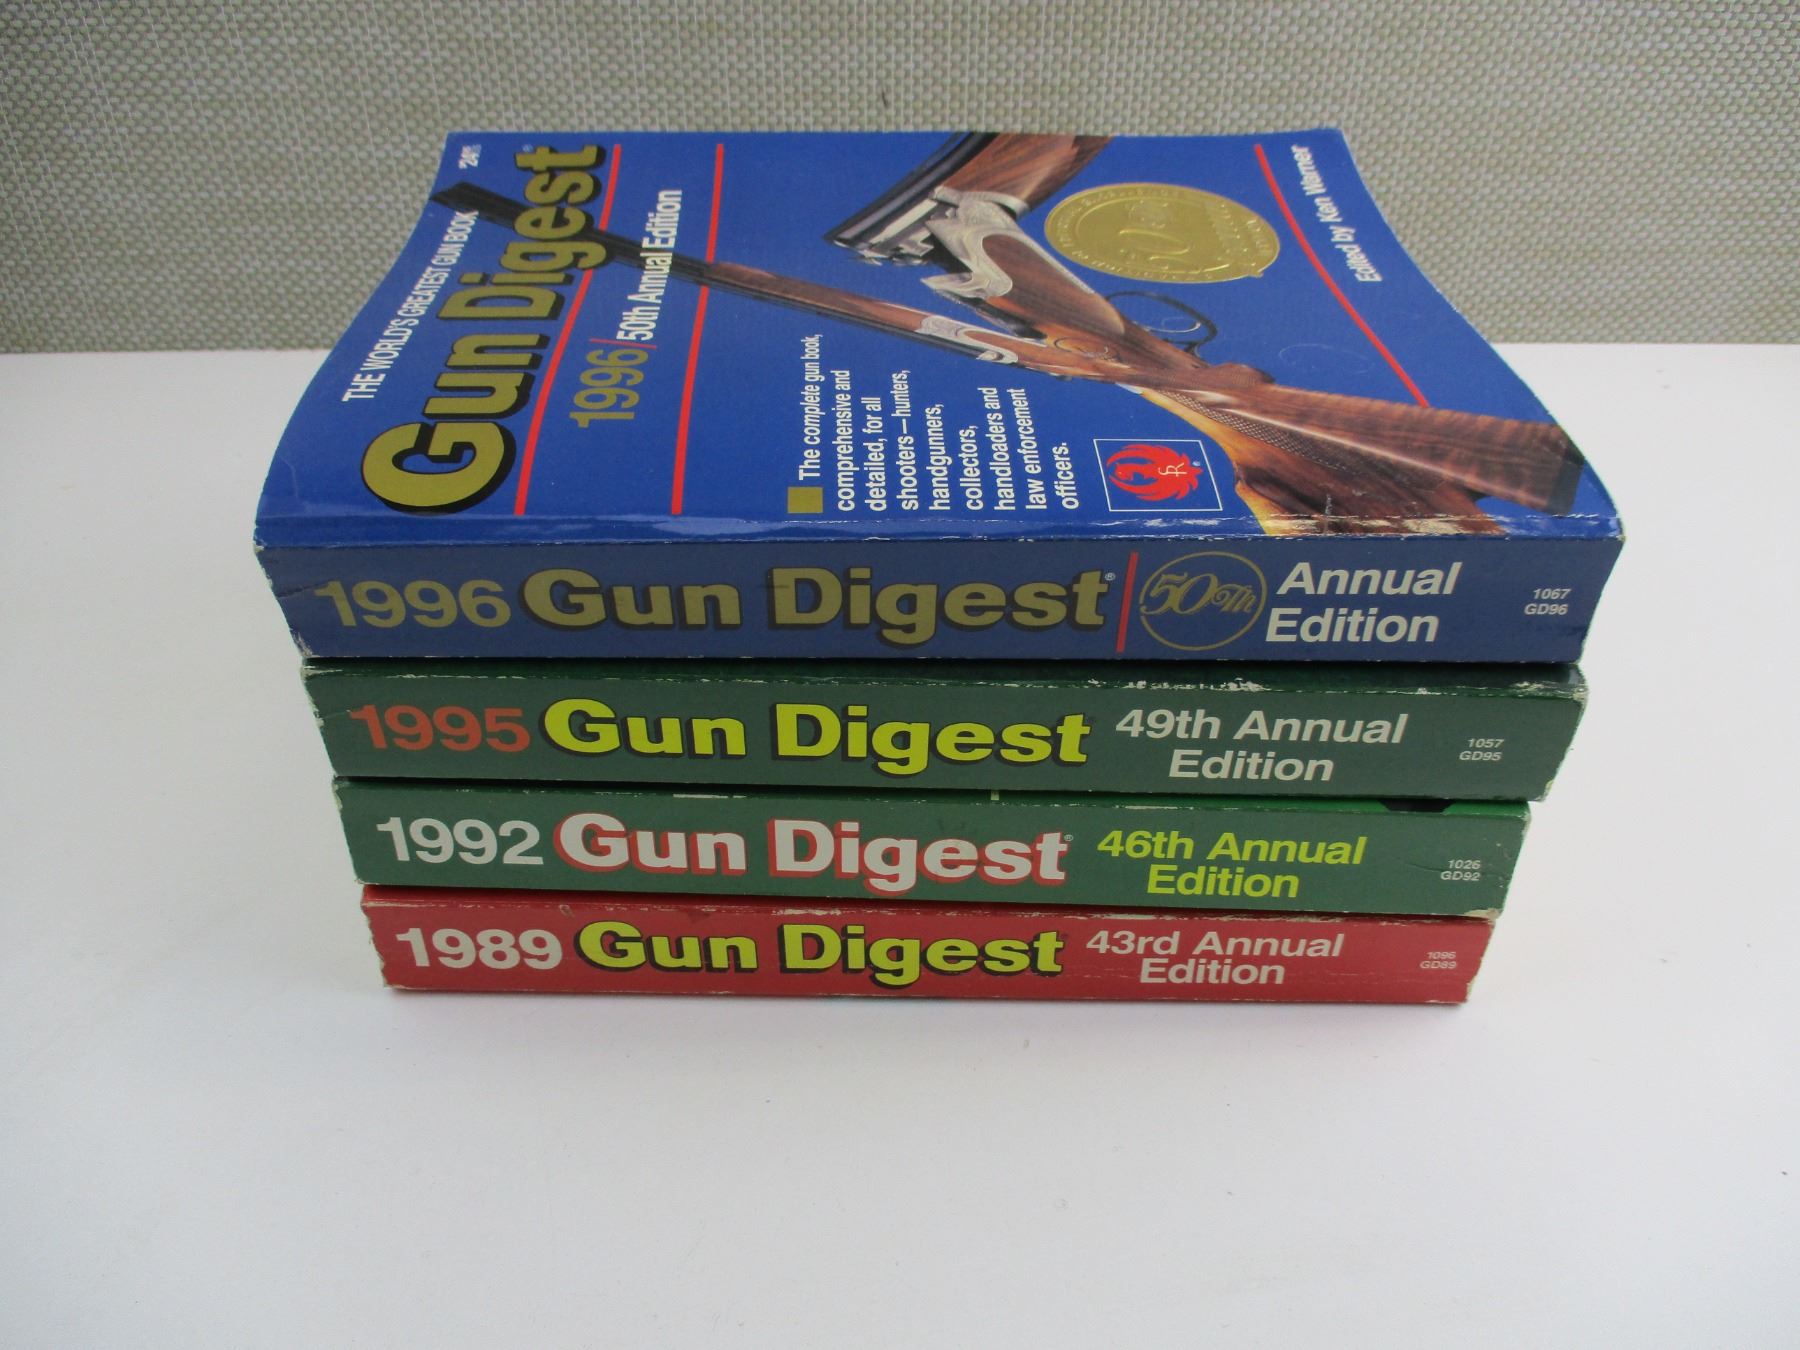 THE WORLD'S GREATEST GUN BOOK
Gun Digest®
1996/50th Annual Edition
The complete gun book,
comprehensive and
detailed, for all
shooters—hunters,
handgunners,
collectors,
handloaders and
law enforcement
officers.
Edited by Ken Warner
1996 Gun Digest® 50Th Annual
Edition
1067
GD96
1995 Gun Digest 49th Annual
Edition
1057
GD95
1992 Gun Digest® 46th Annual
Edition
1026
GD92
1989 Gun Digest 43rd Annual
Edition
1096
GD89